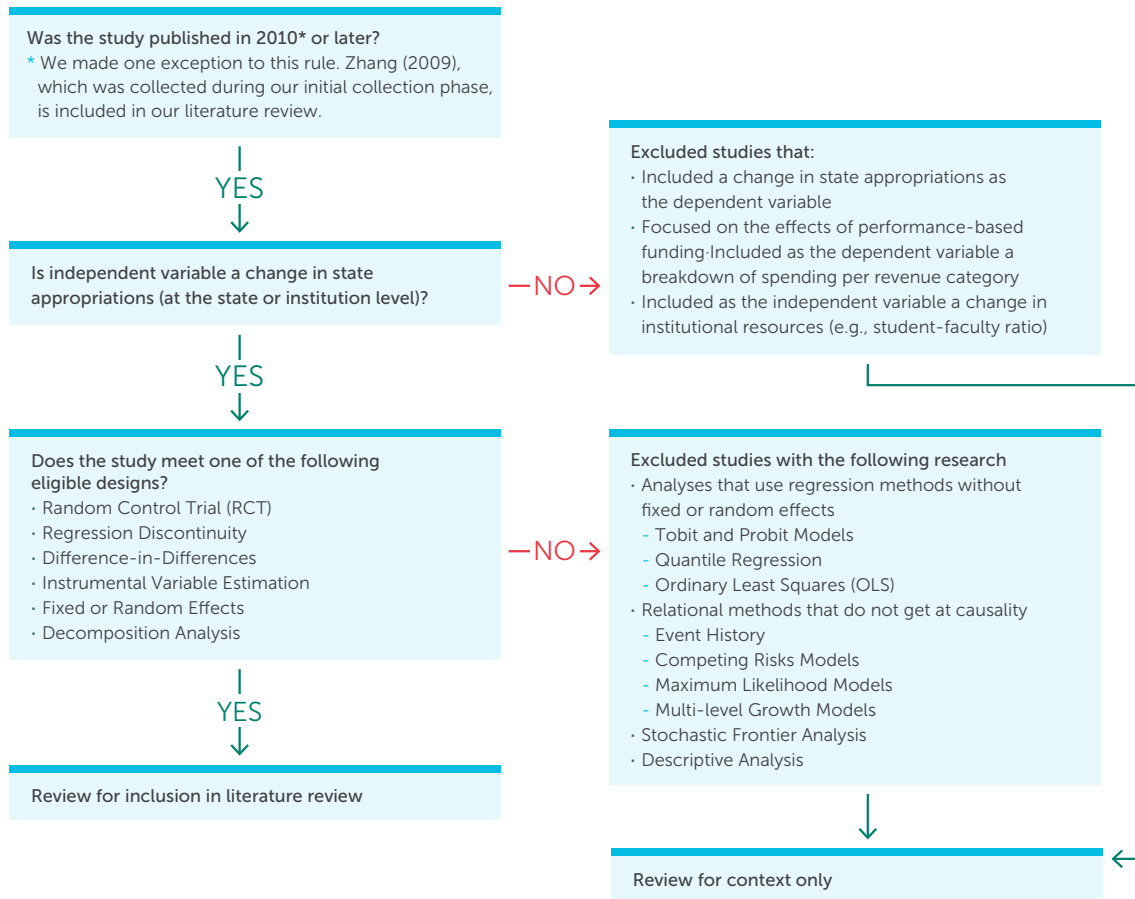 Was the study published in 2010* or later?
* We made one exception to this rule. Zhang (2009),
which was collected during our initial collection phase,
is included in our literature review.
YES
Is independent variable a change in state
appropriations (at the state or institution level)?
NO
Excluded studies that:
· Included a change in state appropriations as
the dependent variable
· Focused on the effects of performance-based
funding·Included as the dependent variable a
breakdown of spending per revenue category
· Included as the independent variable a change in
institutional resources (e.g., student-faculty ratio)
YES
Does the study meet one of the following
eligible designs?
· Random Control Trial (RCT)
· Regression Discontinuity
· Difference-in-Differences
· Instrumental Variable Estimation
· Fixed or Random Effects
· Decomposition Analysis
NO
Excluded studies with the following research
· Analyses that use regression methods without
fixed or random effects
- Tobit and Probit Models
- Quantile Regression
- Ordinary Least Squares (OLS)
· Relational methods that do not get at causality
- Event History
- Competing Risks Models
- Maximum Likelihood Models
- Multi-level Growth Models
· Stochastic Frontier Analysis
· Descriptive Analysis
YES
Review for inclusion in literature review
Review for context only